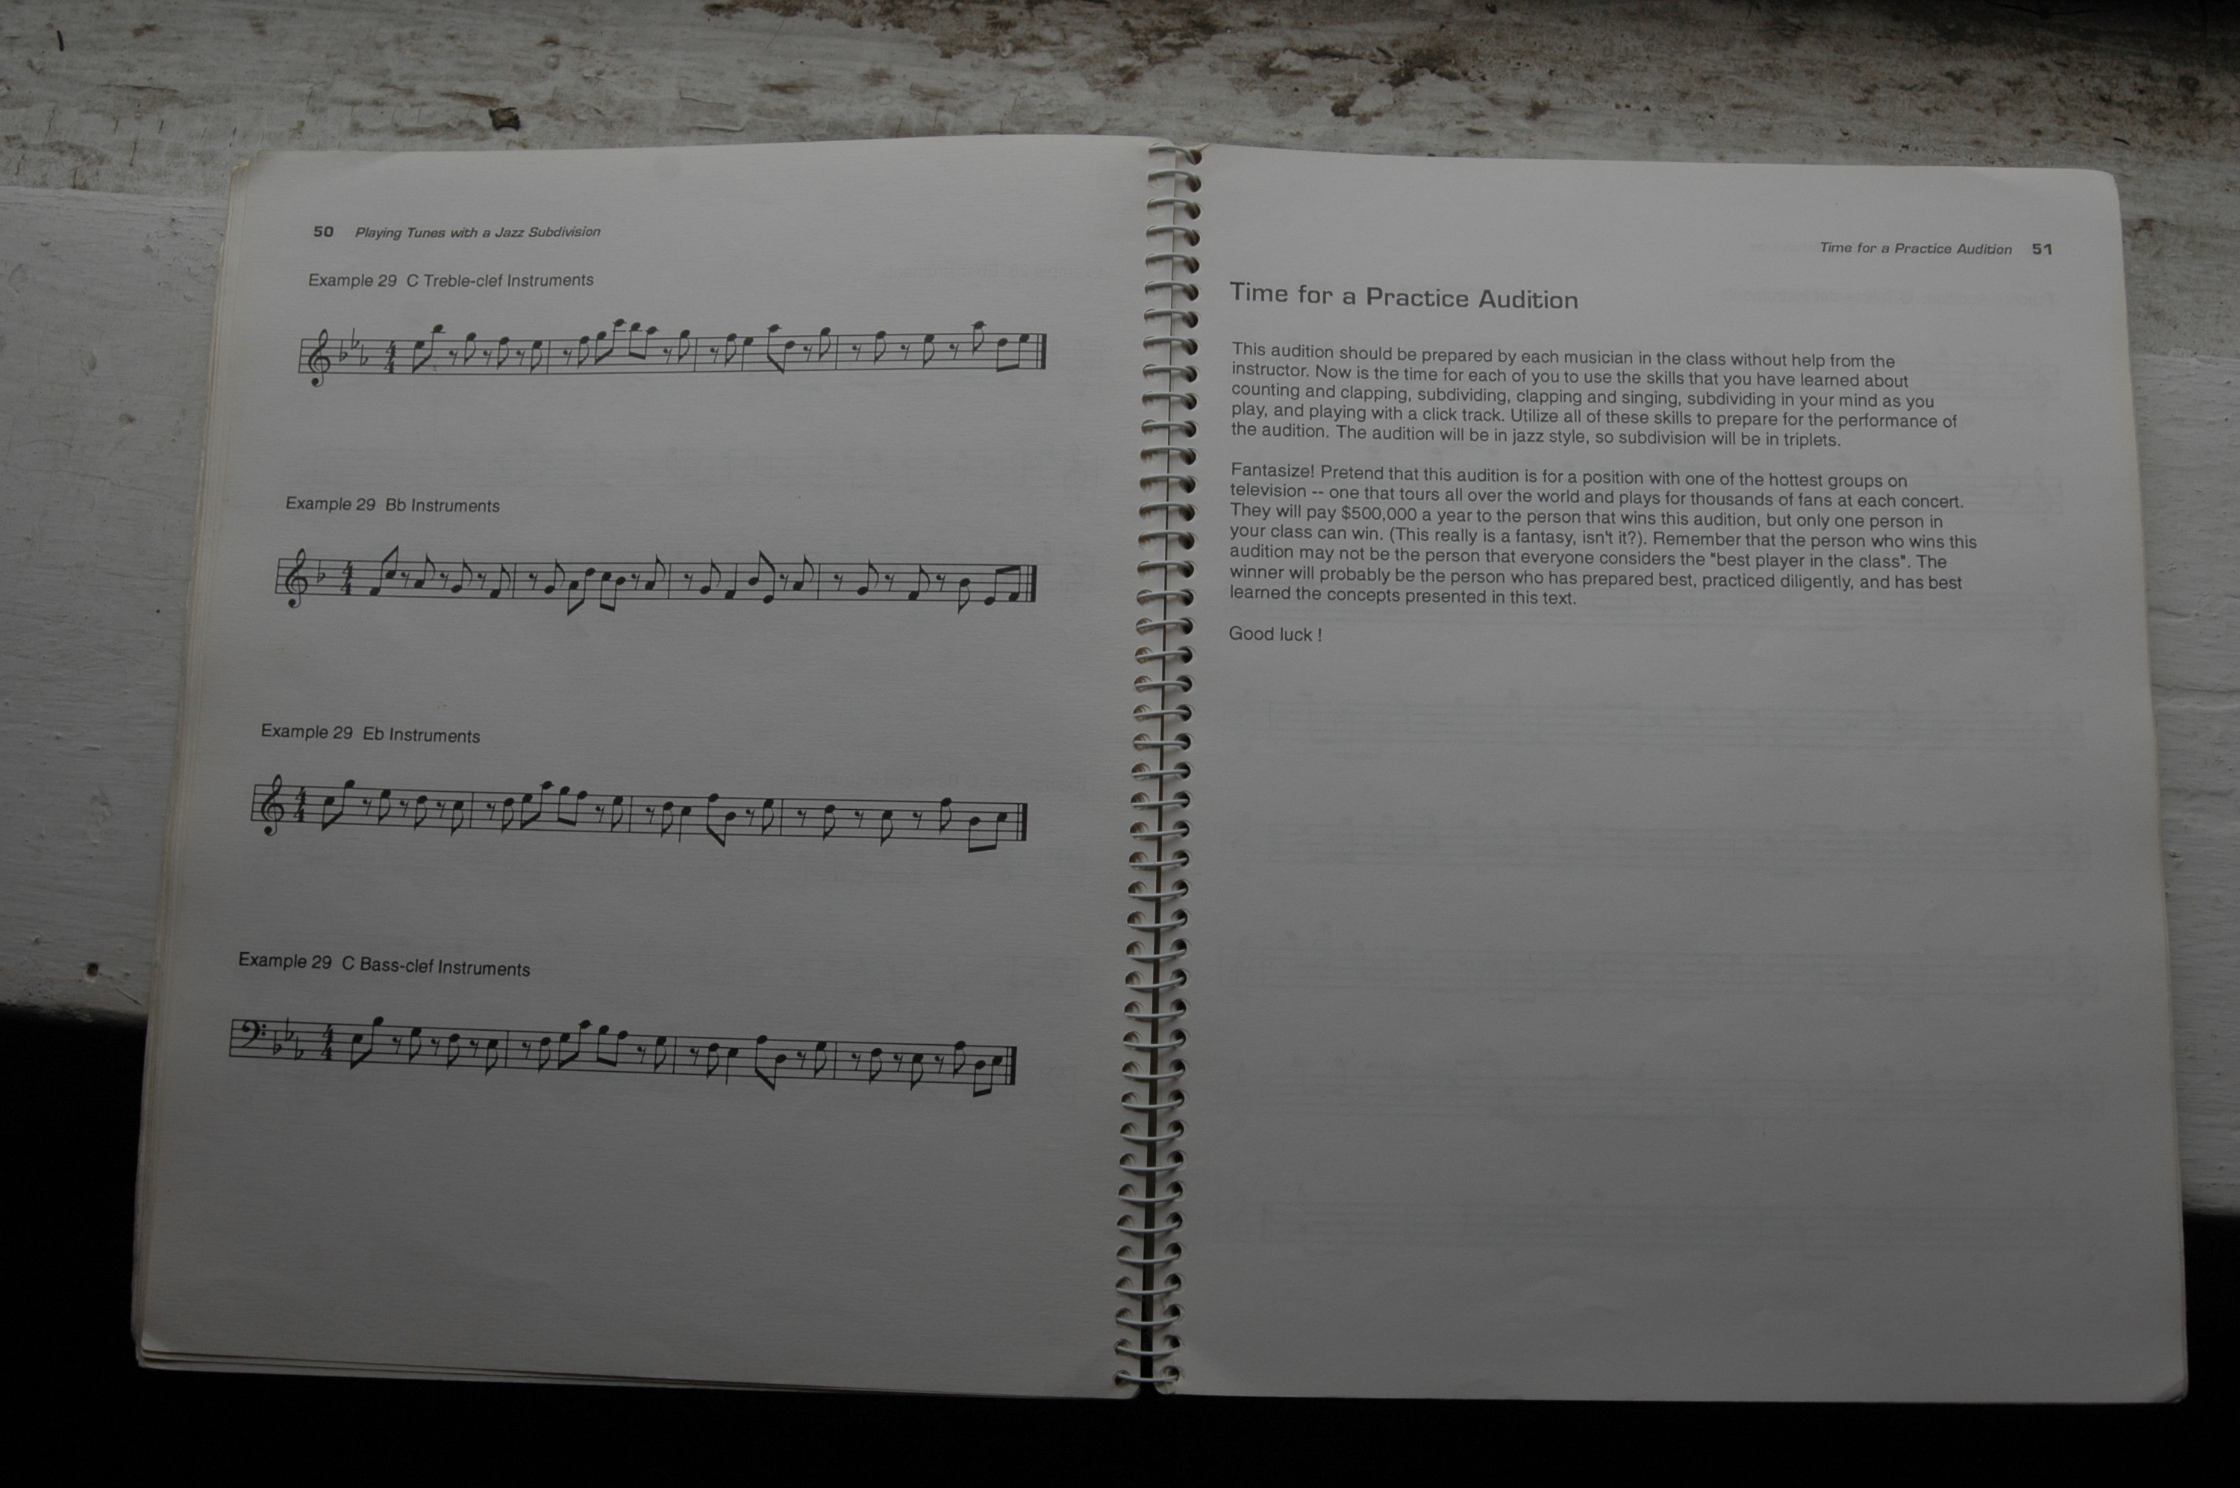 50 Playing Tunes with a Jazz Subdivision
Example 29 C Treble-clef Instruments
4
4
Example 29 Bb Instruments
4
4
Example 29 Eb Instruments
4
4
Example 29 C Bass-clef Instruments
4
4
Time for a Practice Audition 51
Time for a Practice Audition
This audition should be prepared by each musician in the class without help from the
instructor. Now is the time for each of you to use the skills that you have learned about
counting and clapping, subdividing, clapping and singing, subdividing in your mind as you
play, and playing with a click track. Utilize all of these skills to prepare for the performance of
the audition. The audition will be in jazz style, so subdivision will be in triplets.
Fantasize! Pretend that this audition is for a position with one of the hottest groups on
television -- one that tours all over the world and plays for thousands of fans at each concert.
They will pay $500,000 a year to the person that wins this audition, but only one person in
your class can win. (This really is a fantasy, isn't it?). Remember that the person who wins this
audition may not be the person that everyone considers the "best player in the class". The
winner will probably be the person who has prepared best, practiced diligently, and has best
learned the concepts presented in this text.
Good luck !